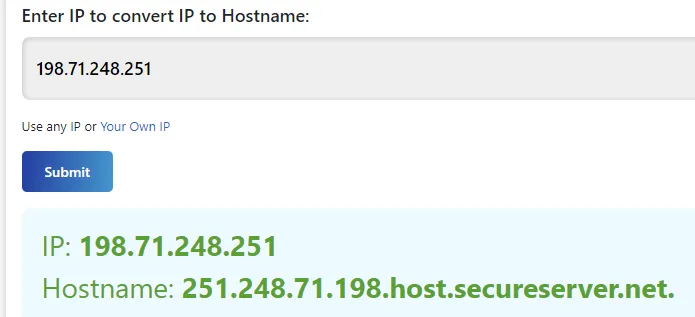 Enter IP to convert IP to Hostname:
198.71.248.251
Use any IP or Your Own IP
Submit
IP: 198.71.248.251
Hostname: 251.248.71.198.host.secureserver.net.